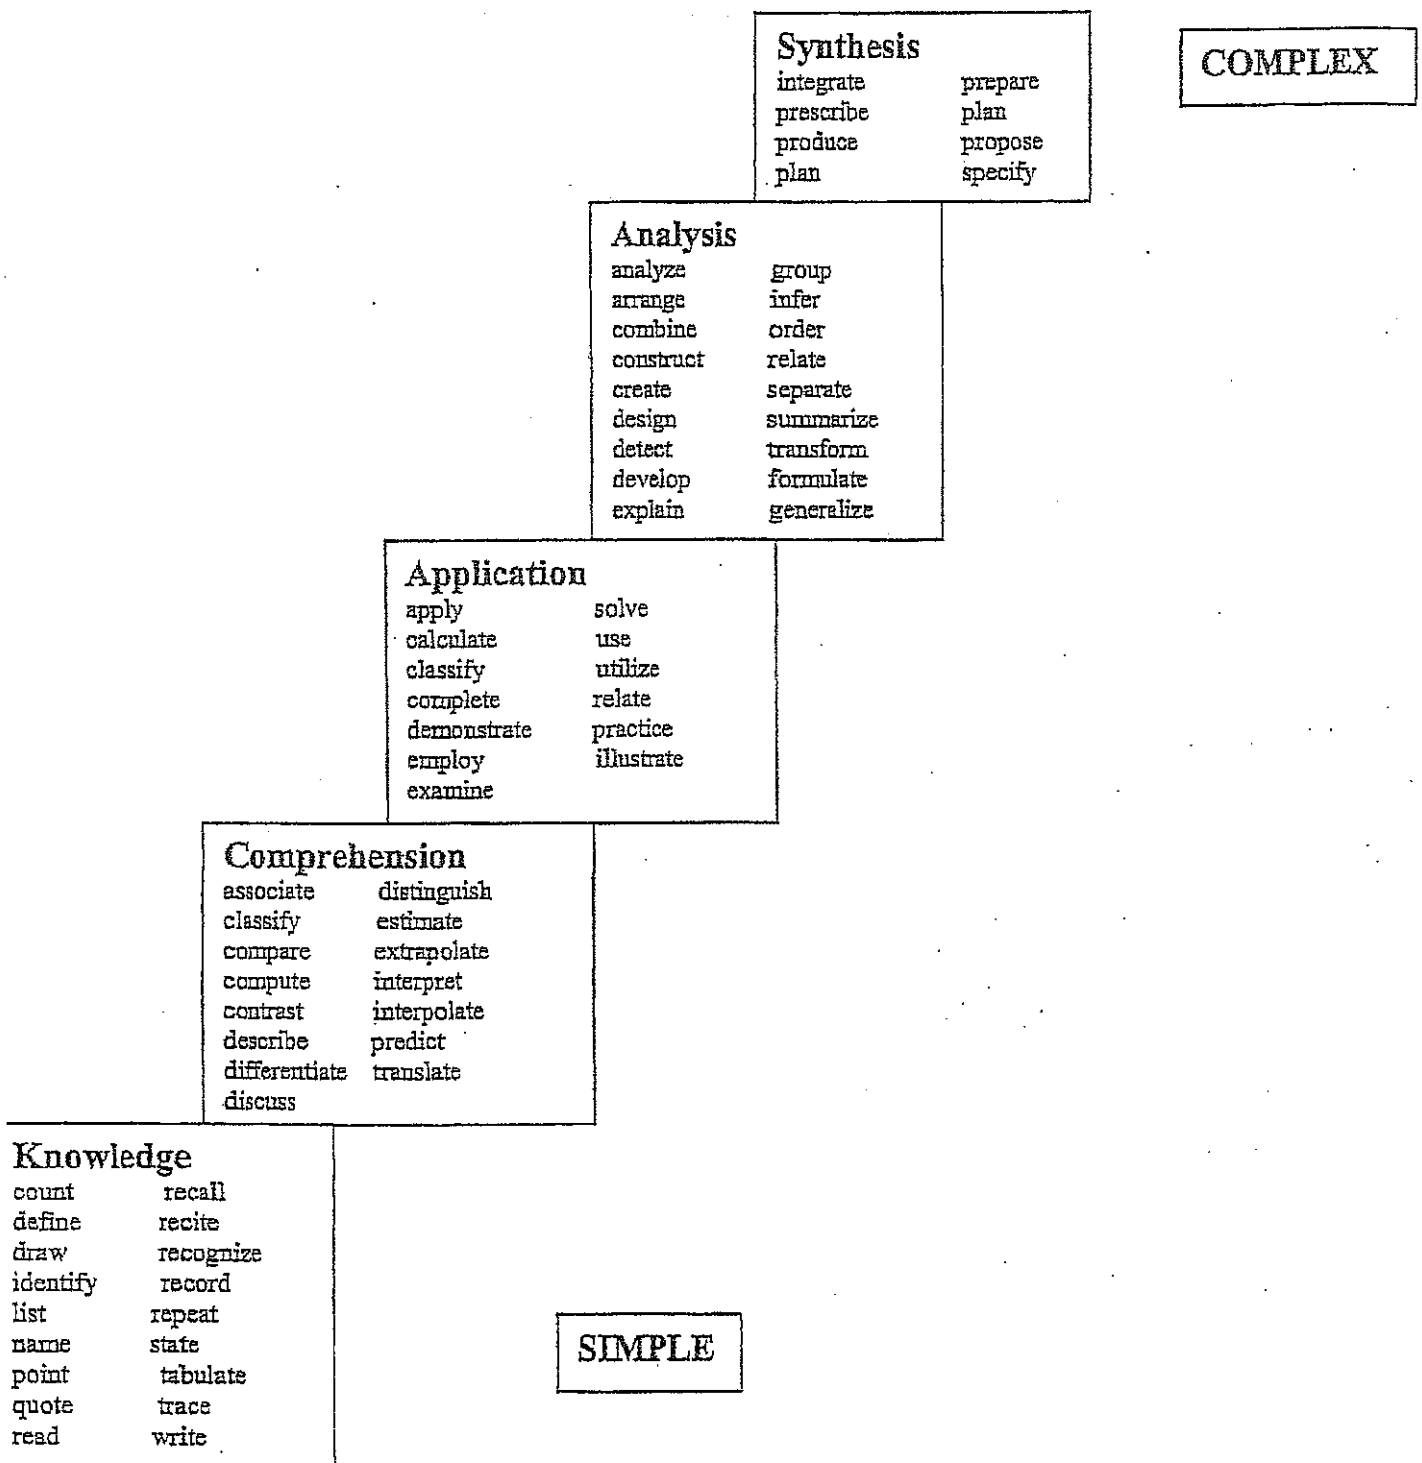 Synthesis
COMPLEX
integrate prepare
prescribe plan
produce propose
plan specify
Analysis
analyze group
arrange infer
combine order
construct relate
create separate
design summarize
detect transform
develop formulate
explain generalize
Application
apply solve
calculate use
classify utilize
complete relate
demonstrate practice
employ illustrate
examine
Comprehension
associate distinguish
classify estimate
compare extrapolate
compute interpret
contrast interpolate
describe predict
differentiate translate
discuss
Knowledge
count recall
define recite
draw recognize
identify record
list repeat
name state
point tabulate
quote trace
read write
SIMPLE